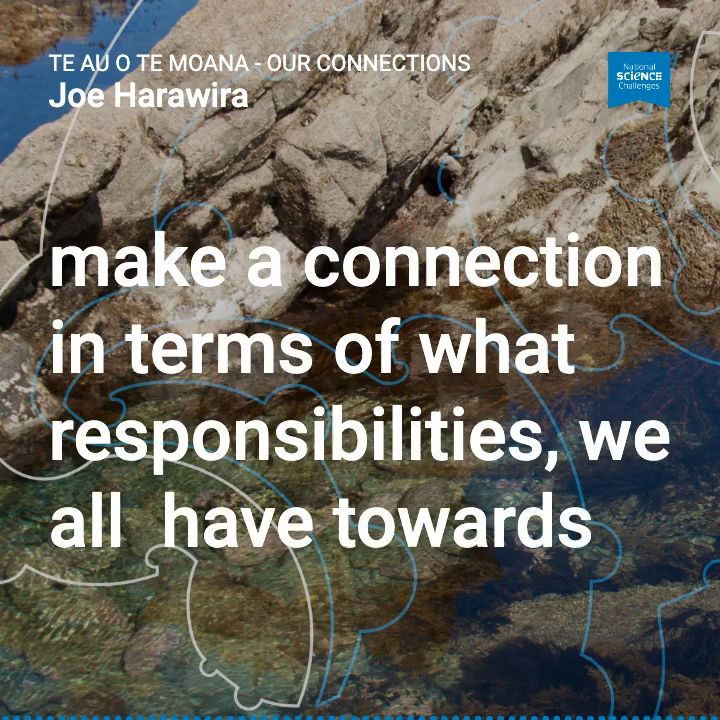 TE AU O TE MOANA - OUR CONNECTIONS
Joe Harawira
National
SCIENCE
Challenges
make a connection
in terms of what
responsibilities, we
all  have towards